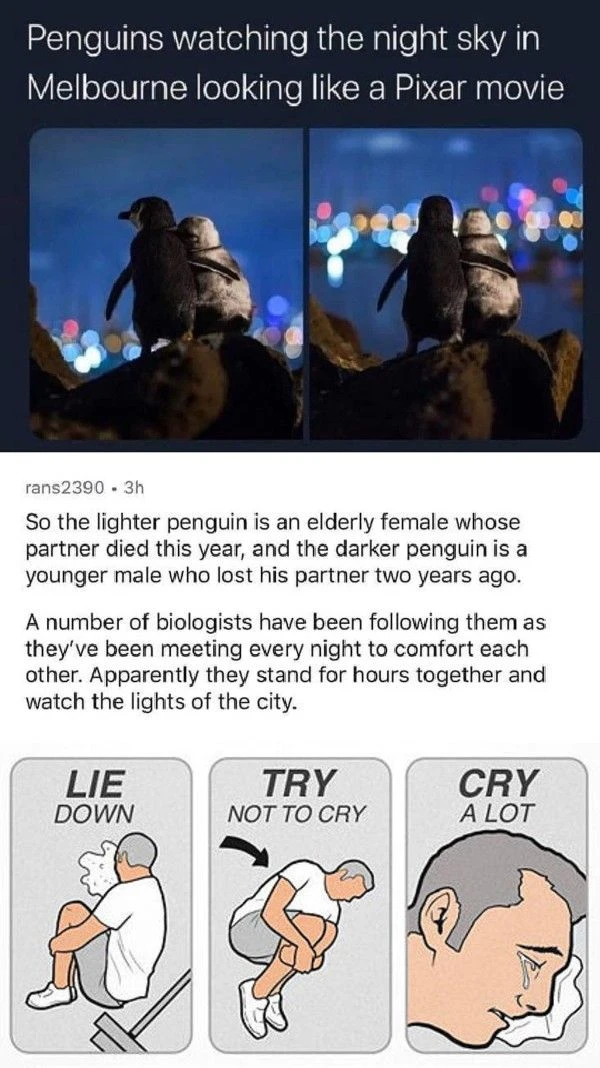 Penguins watching the night sky in
Melbourne looking like a Pixar movie
rans2390 • 3h
So the lighter penguin is an elderly female whose
partner died this year, and the darker penguin is a
younger male who lost his partner two years ago.
A number of biologists have been following them as
they've been meeting every night to comfort each
other. Apparently they stand for hours together and
watch the lights of the city.
LIE
DOWN
TRY
NOT TO CRY
CRY
A LOT